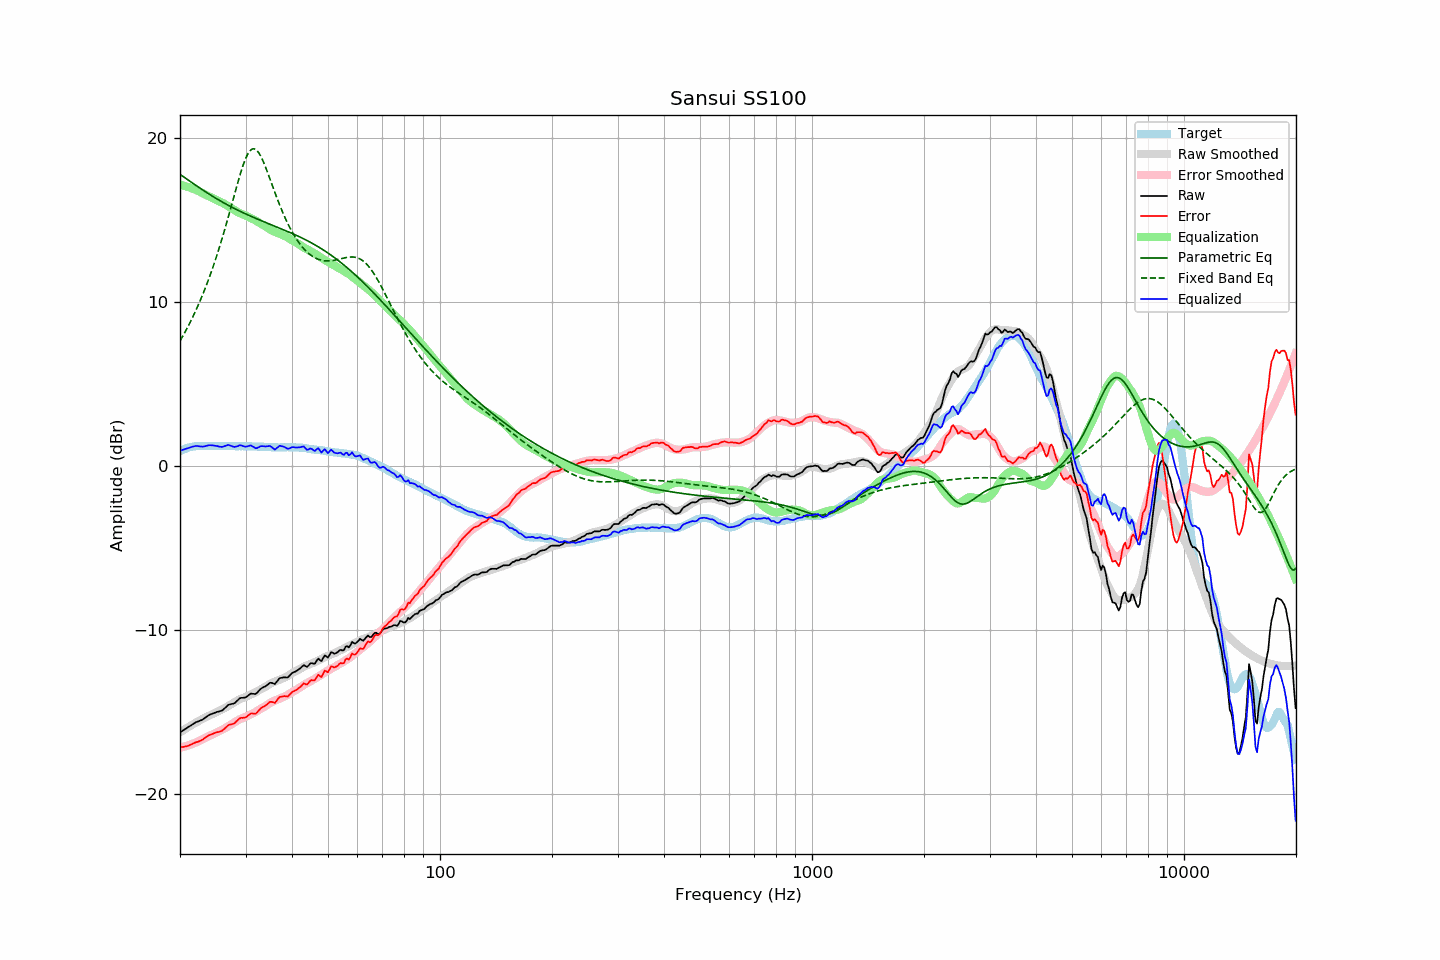 Sansui SS100
Target
Raw Smoothed
Error Smoothed
Raw
Error
Equalization
Parametric Eq
Fixed Band Eq
Equalized
20
10
0
−10
−20
Amplitude (dBr)
100
1000
10000
Frequency (Hz)